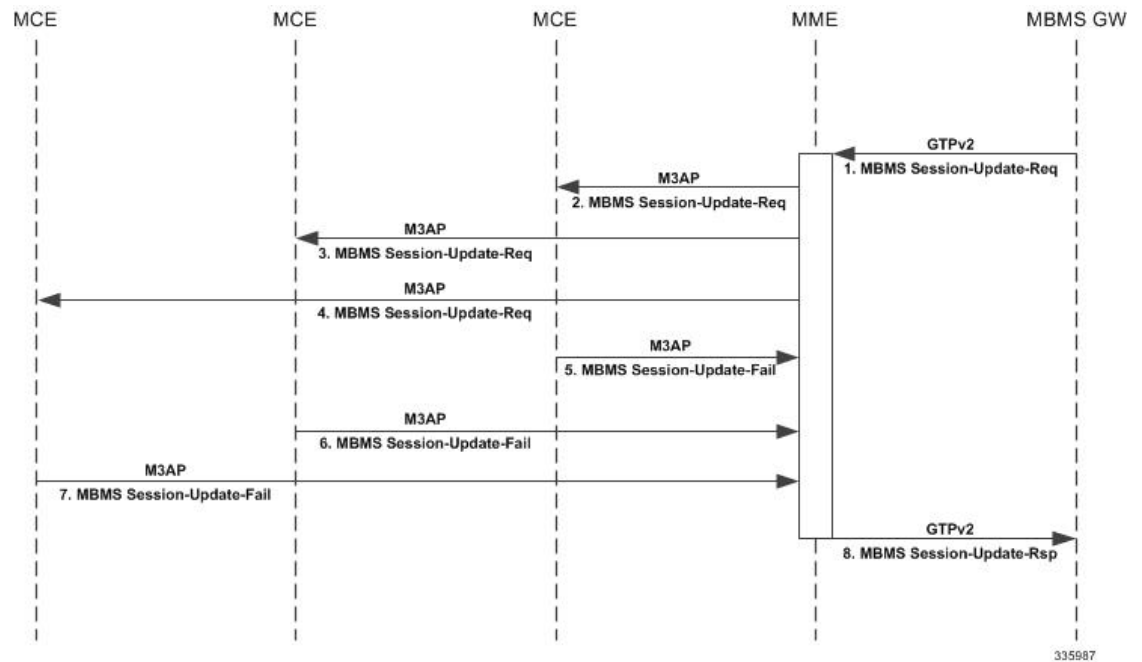 MCE MCE MCE MME MBMS GW
GTPv2
1. MBMS Session-Update-Req
M3AP
2. MBMS Session-Update-Req
M3AP
3. MBMS Session-Update-Req
M3AP
4. MBMS Session-Update-Req
M3AP
5. MBMS Session-Update-Fail
M3AP
6. MBMS Session-Update-Fail
M3AP
7. MBMS Session-Update-Fail
GTPv2
8. MBMS Session-Update-Rsp
335987